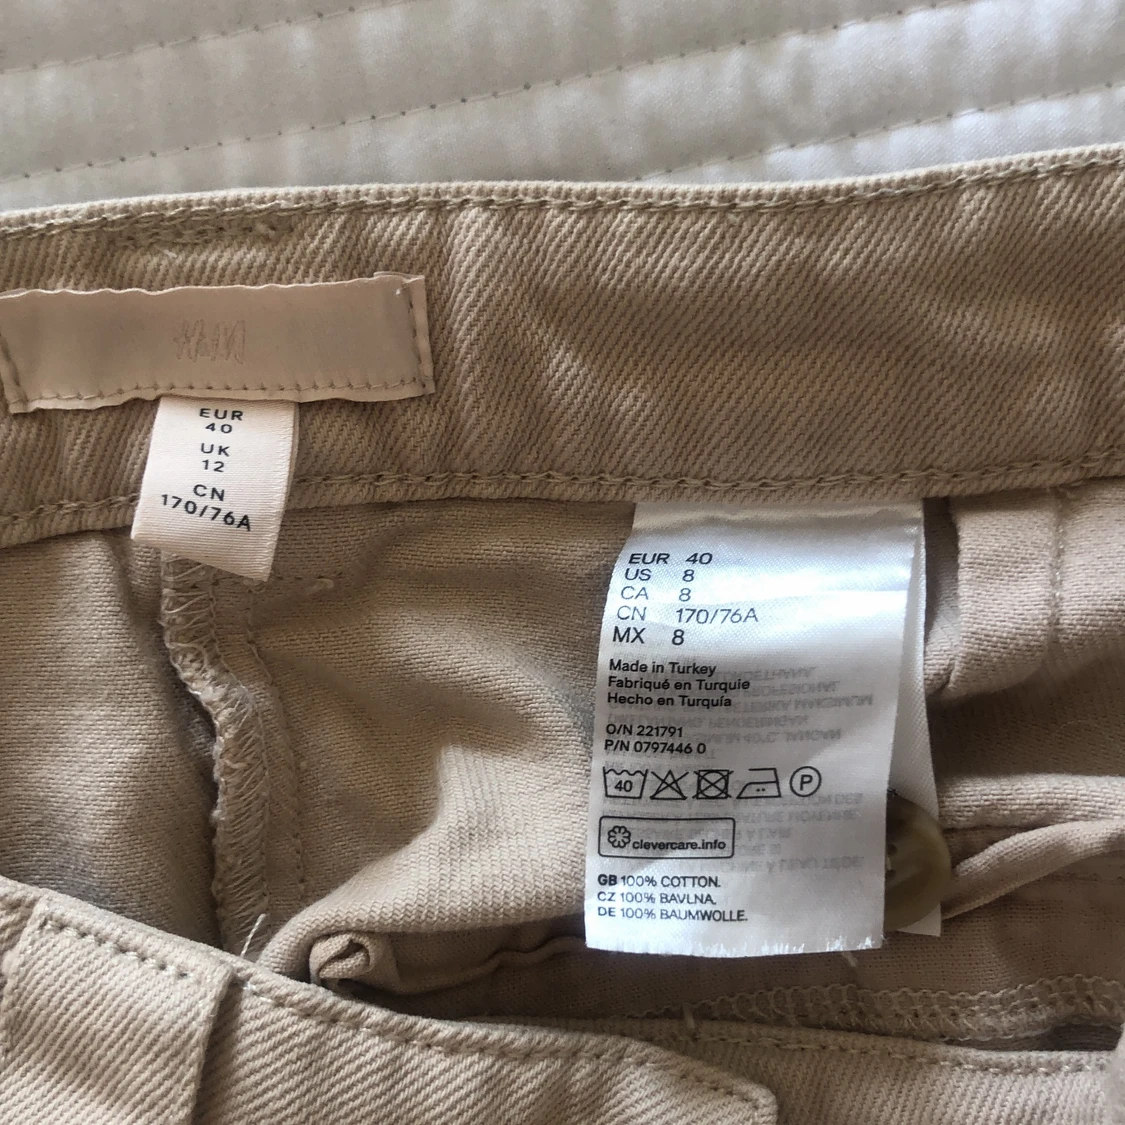 H&M
EUR
40
UK
12
CN
170/76A
EUR 40
US 8
CA 8
CN 170/76A
MX 8
Made in Turkey
Fabriqué en Turquie
Hecho en Turquía
O/N 221791
P/N 0797446 0
40
P
clevercare.info
GB 100% COTTON.
CZ 100% BAVLNA.
DE 100% BAUMWOLLE.